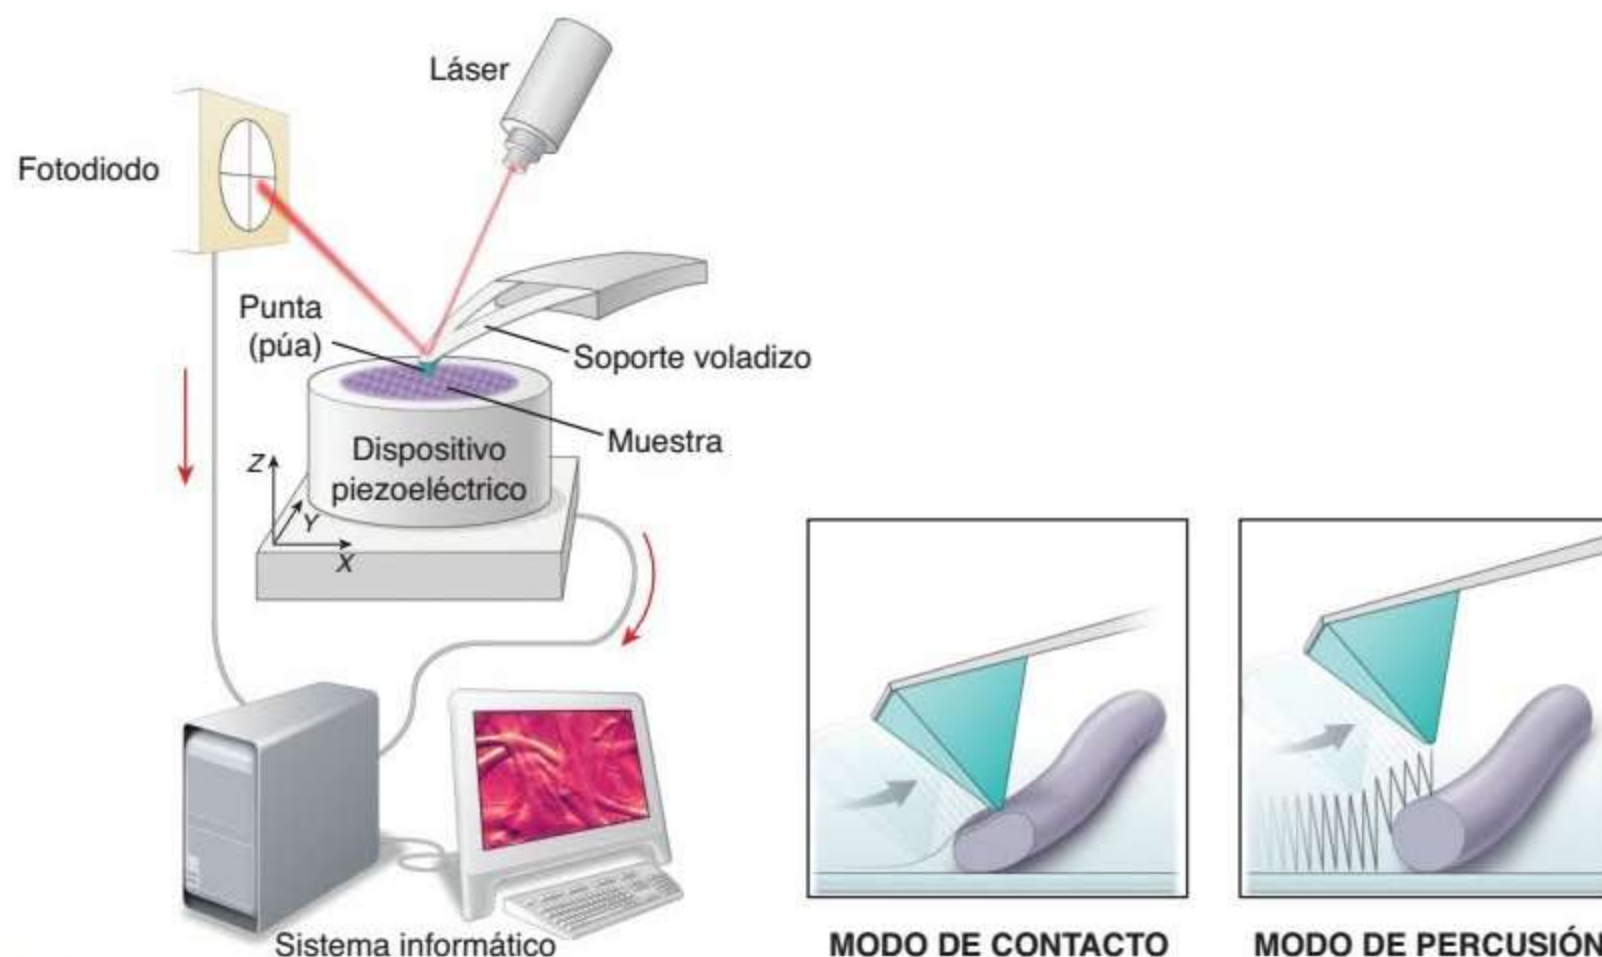 Láser
Fotodiodo
Punta
(púa)
Soporte voladizo
Muestra
Dispositivo
piezoeléctrico
Z
Y
X
Sistema informático
MODO DE CONTACTO
MODO DE PERCUSIÓN